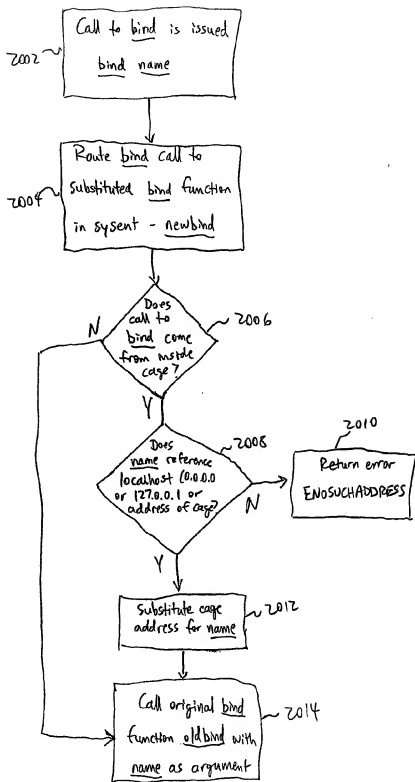 Call to bind is issued
bind name
2002
Route bind call to
substituted bind function
in sysent - newbind
2004
Does
call to
bind come
from inside
cage?
2006
N
Y
Does
name reference
localhost (0.0.0.0
or 127.0.0.1 or
address of cage?
2008
N
Y
2010
Return error
ENOSUCHADDRESS
Substitute cage
address for name
2012
Call original bind
function oldbind with
name as argument
2014